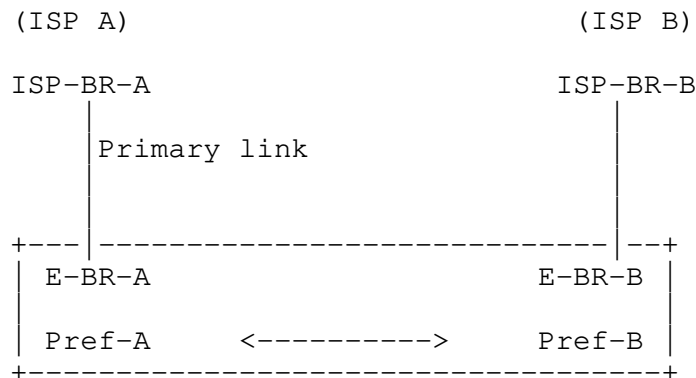 (ISP A) (ISP B)
ISP-BR-A ISP-BR-B
Primary link
E-BR-A E-BR-B
Pref-A <----------> Pref-B